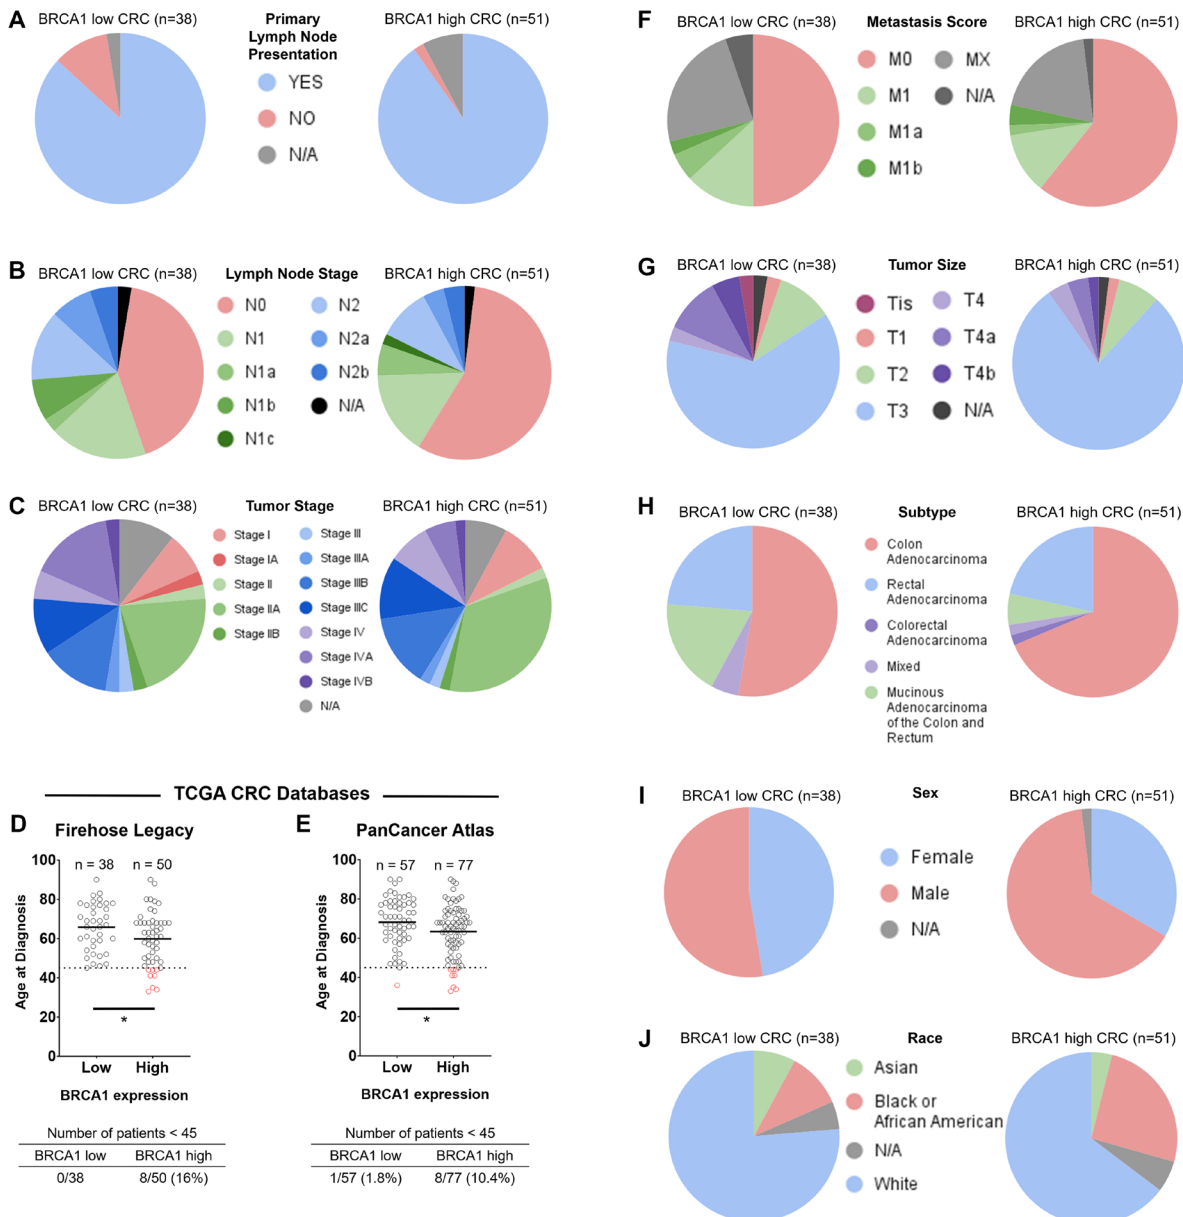 A
BRCA1 low CRC (n=38)
Primary
Lymph Node
Presentation
BRCA1 high CRC (n=51)
YES
NO
N/A
B
BRCA1 low CRC (n=38)
Lymph Node Stage
BRCA1 high CRC (n=51)
N0
N2
N1
N2a
N1a
N2b
N1b
N/A
N1c
C
BRCA1 low CRC (n=38)
Tumor Stage
BRCA1 high CRC (n=51)
Stage I
Stage III
Stage IA
Stage IIIA
Stage II
Stage IIIB
Stage IIA
Stage IIIC
Stage IIB
Stage IV
Stage IVA
Stage IVB
N/A
TCGA CRC Databases
D
Firehose Legacy
n = 38
n = 50
Age at Diagnosis
100
80
60
40
20
0
*
Low
High
BRCA1 expression
Number of patients < 45
BRCA1 low
BRCA1 high
0/38
8/50 (16%)
E
PanCancer Atlas
n = 57
n = 77
Age at Diagnosis
100
80
60
40
20
0
*
Low
High
BRCA1 expression
Number of patients < 45
BRCA1 low
BRCA1 high
1/57 (1.8%)
8/77 (10.4%)
F
BRCA1 low CRC (n=38)
Metastasis Score
BRCA1 high CRC (n=51)
M0
MX
M1
N/A
M1a
M1b
G
BRCA1 low CRC (n=38)
Tumor Size
BRCA1 high CRC (n=51)
Tis
T4
T1
T4a
T2
T4b
T3
N/A
H
BRCA1 low CRC (n=38)
Subtype
BRCA1 high CRC (n=51)
Colon
Adenocarcinoma
Rectal
Adenocarcinoma
Colorectal
Adenocarcinoma
Mixed
Mucinous
Adenocarcinoma
of the Colon and
Rectum
I
BRCA1 low CRC (n=38)
Sex
BRCA1 high CRC (n=51)
Female
Male
N/A
J
BRCA1 low CRC (n=38)
Race
BRCA1 high CRC (n=51)
Asian
Black or
African American
N/A
White